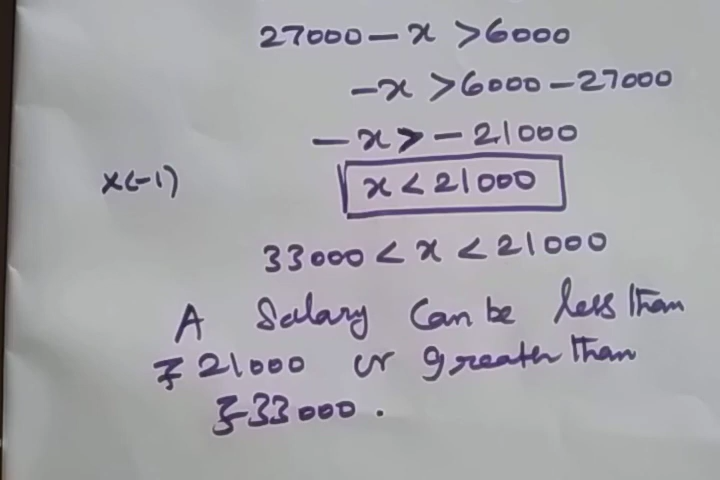 27000 - x > 6000
-x > 6000 - 27000
-x > - 21000
x(-1) x < 21000
33000 < x < 21000
A Salary Can be less than
₹ 21000 or greater than
₹ 33000.